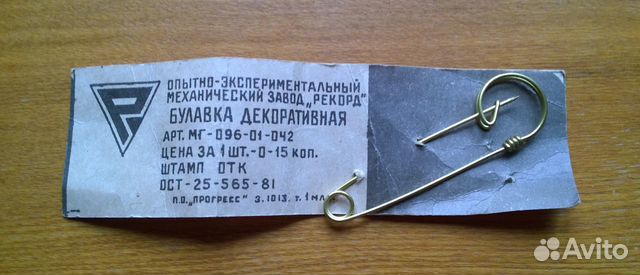 ОПЫТНО-ЭКСПЕРИМЕНТАЛЬНЫЙ
МЕХАНИЧЕСКИЙ ЗАВОД „РЕКОРД"
БУЛАВКА ДЕКОРАТИВНАЯ
АРТ. МГ-096-01-042
ЦЕНА ЗА 1 ШТ.-0-15 КОП.
ШТАМП ОТК
ОСТ-25-565-81
П.О. „ПРОГРЕСС" З. 1013. т. 1 МЛ
Avito